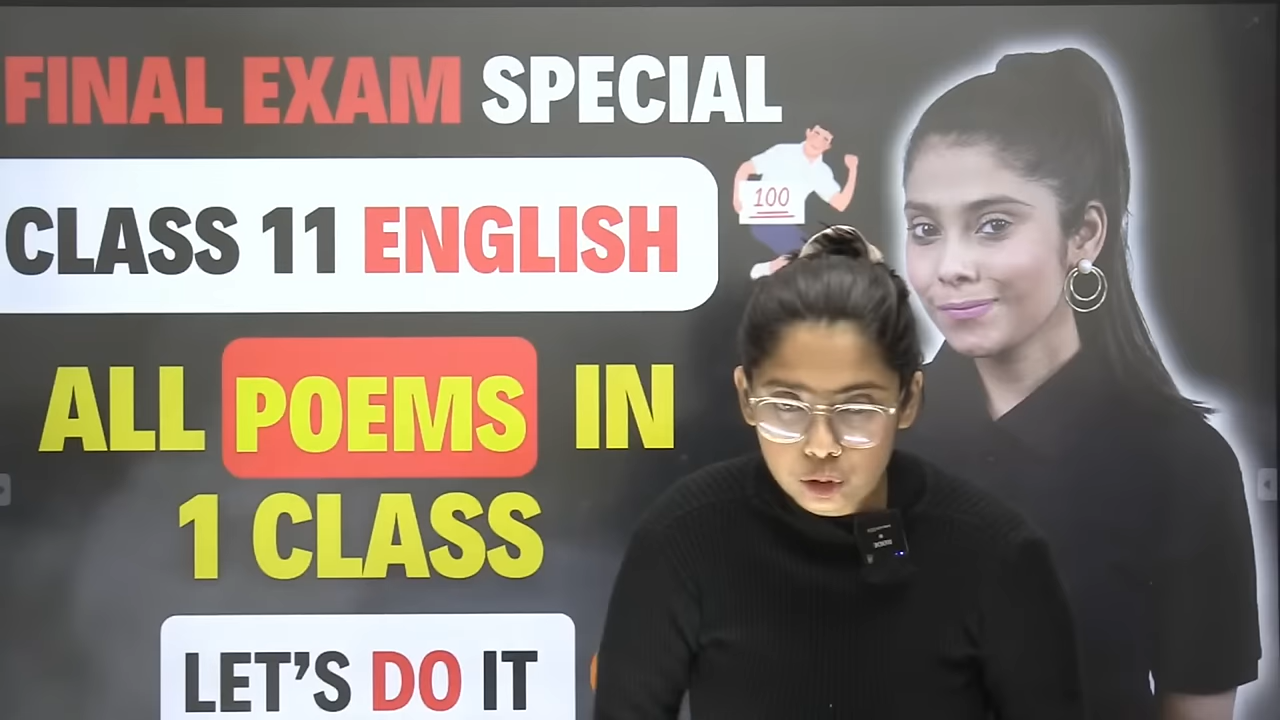 FINAL EXAM SPECIAL
100
CLASS 11 ENGLISH
ALL POEMS IN
1 CLASS
LET'S DO IT